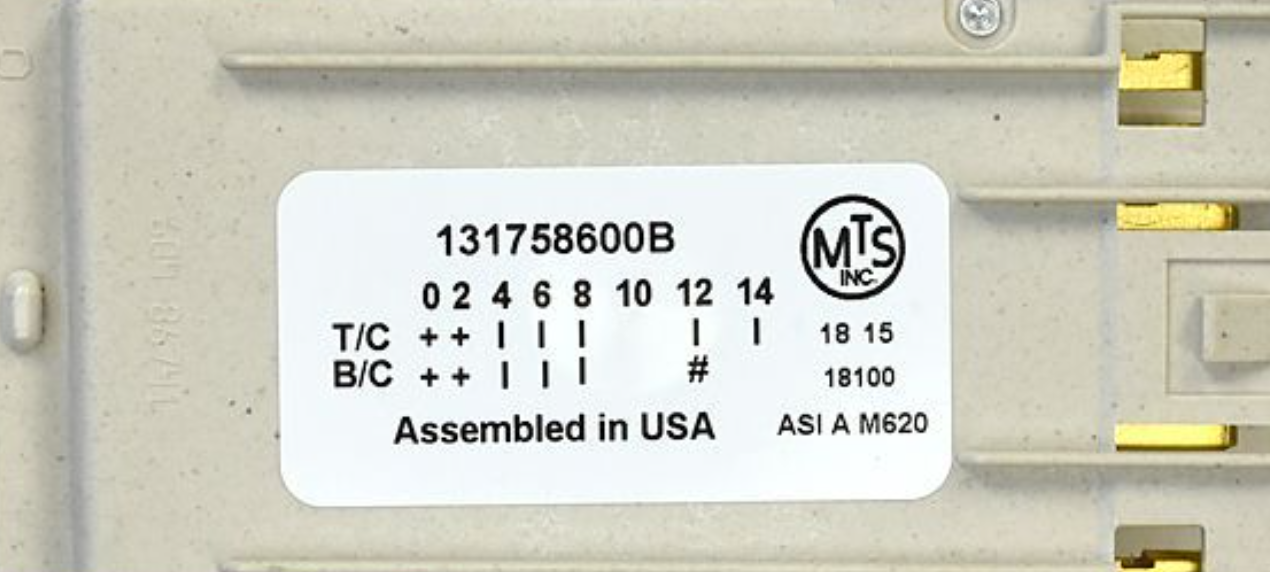 131758600B
MTS
INC.
0 2 4 6 8 10 12 14
T/C + + | | | | |
B/C + + | | | #
18 15
18100
Assembled in USA
ASI A M620